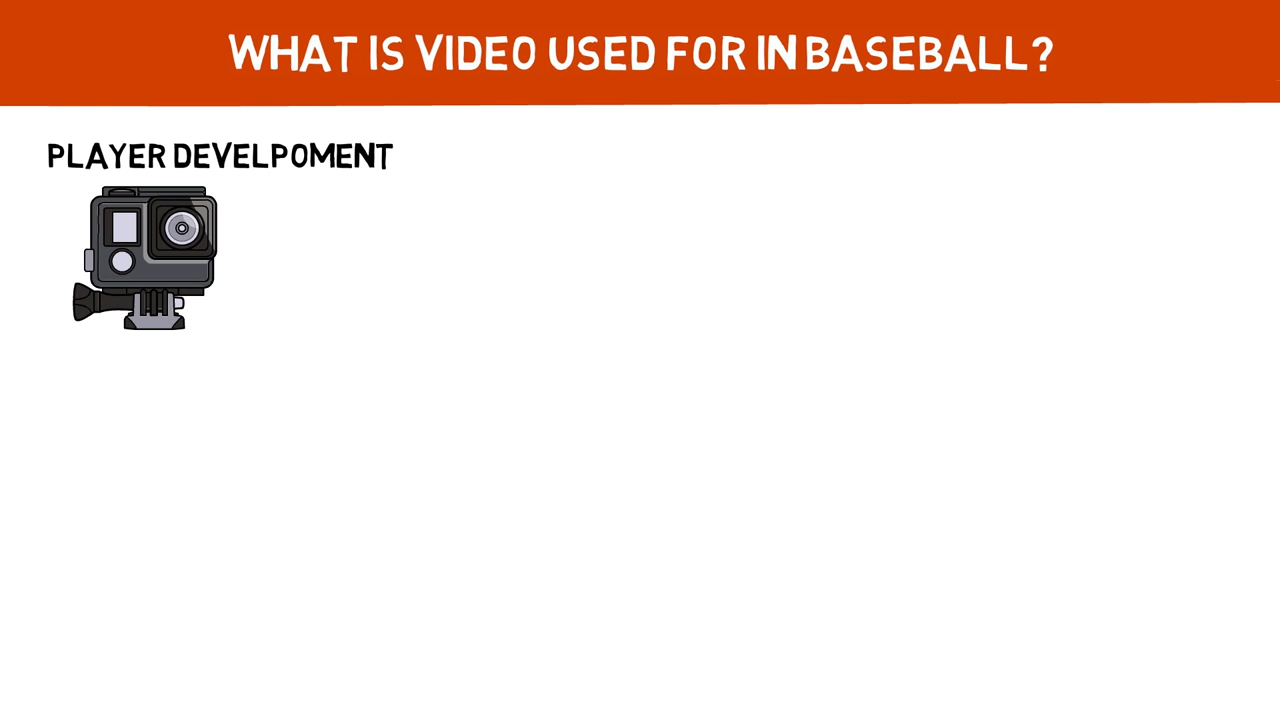 WHAT IS VIDEO USED FOR IN BASEBALL?
PLAYER DEVELPOMENT